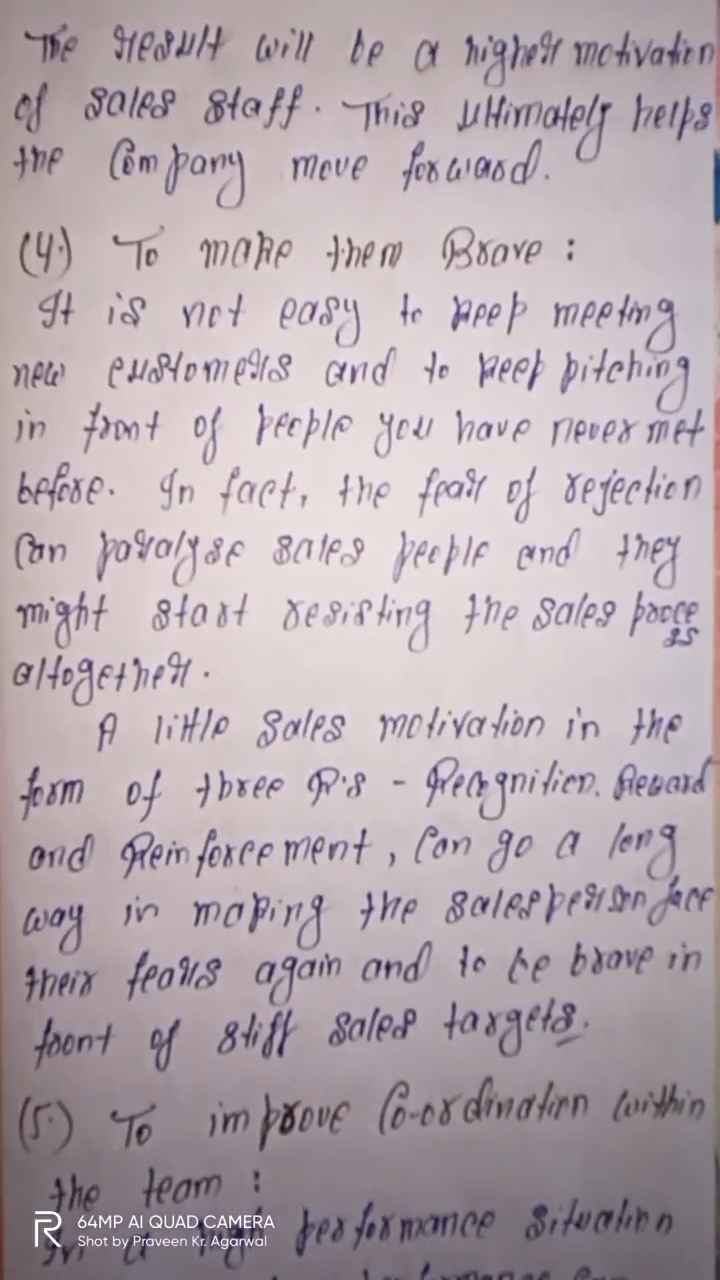 The result will be a higher motivation
of sales staff. This ultimately helps
the Company move forward.
(4.) To make them Brave :
It is not easy to keep meeting
new customers and to keep pitching
in front of people you have never met
before. In fact, the fear of rejection
Can paralyse sales people and they
might start resisting the sales proce
ss
altogether.
A little sales motivation in the
form of three R's - Recognition. Reward
and Reinforcement, Can go a long
way in making the salesperson face
their fears again and to be brave in
front of stiff sales targets.
(5.) To improve Co-ordination within
the team :
In a high performance situation
64MP AI QUAD CAMERA
Shot by Praveen Kr. Agarwal